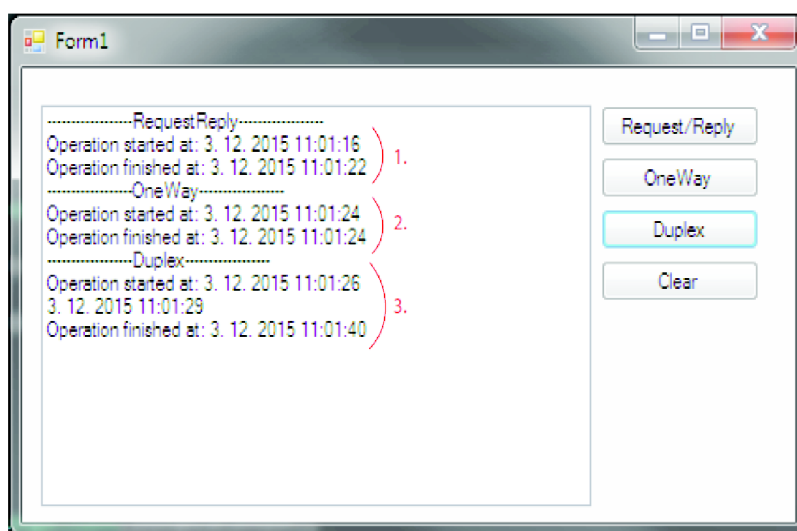 Form1
------------------RequestReply------------------
Operation started at: 3. 12. 2015 11:01:16
Operation finished at: 3. 12. 2015 11:01:22
1.
------------------OneWay------------------
Operation started at: 3. 12. 2015 11:01:24
Operation finished at: 3. 12. 2015 11:01:24
2.
------------------Duplex------------------
Operation started at: 3. 12. 2015 11:01:26
3. 12. 2015 11:01:29
Operation finished at: 3. 12. 2015 11:01:40
3.
Request/Reply
OneWay
Duplex
Clear